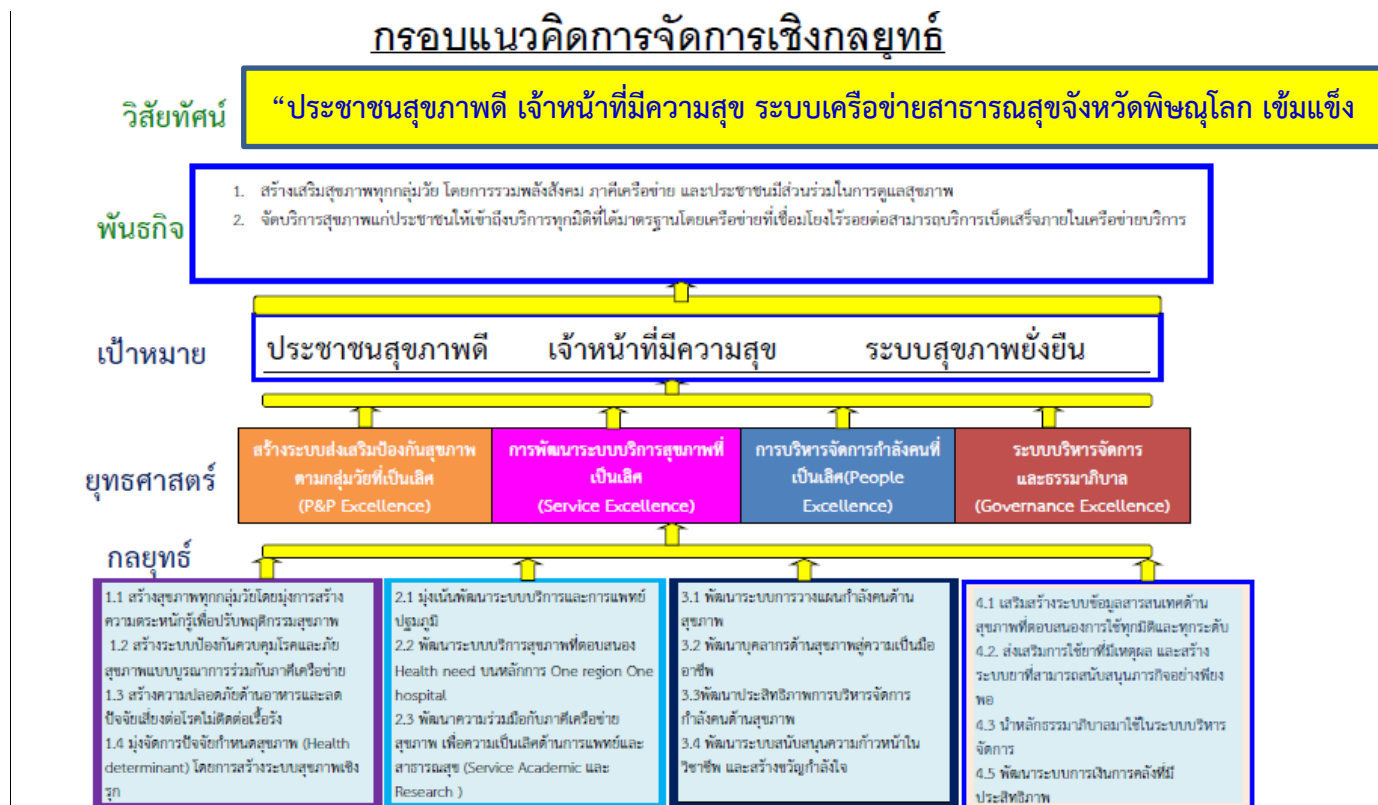 กรอบแนวคิดการจัดการเชิงกลยุทธ์
วิสัยทัศน์
“ประชาชนสุขภาพดี เจ้าหน้าที่มีความสุข ระบบเครือข่ายสาธารณสุขจังหวัดพิษณุโลก เข้มแข็ง
พันธกิจ
1. สร้างเสริมสุขภาพทุกกลุ่มวัย โดยการรวมพลังสังคม ภาคีเครือข่าย และประชาชนมีส่วนร่วมในการดูแลสุขภาพ
2. จัดบริการสุขภาพแก่ประชาชนให้เข้าถึงบริการทุกมิติที่ได้มาตรฐานโดยเครือข่ายที่เชื่อมโยงไร้รอยต่อสามารถบริการเบ็ดเสร็จภายในเครือข่ายบริการ
เป้าหมาย
ประชาชนสุขภาพดี เจ้าหน้าที่มีความสุข ระบบสุขภาพยั่งยืน
ยุทธศาสตร์
สร้างระบบส่งเสริมป้องกันสุขภาพ
ตามกลุ่มวัยที่เป็นเลิศ
(P&P Excellence)
การพัฒนาระบบบริการสุขภาพที่
เป็นเลิศ
(Service Excellence)
การบริหารจัดการกำลังคนที่
เป็นเลิศ(People
Excellence)
ระบบบริหารจัดการ
และธรรมาภิบาล
(Governance Excellence)
กลยุทธ์
1.1 สร้างสุขภาพทุกกลุ่มวัยโดยมุ่งการสร้าง
ความตระหนักรู้เพื่อปรับพฤติกรรมสุขภาพ
1.2 สร้างระบบป้องกันควบคุมโรคและภัย
สุขภาพแบบบูรณาการร่วมกับภาคีเครือข่าย
1.3 สร้างความปลอดภัยด้านอาหารและลด
ปัจจัยเสี่ยงต่อโรคไม่ติดต่อเรื้อรัง
1.4 มุ่งจัดการปัจจัยกำหนดสุขภาพ (Health
determinant) โดยการสร้างระบบสุขภาพเชิง
รุก
2.1 มุ่งเน้นพัฒนาระบบบริการและการแพทย์
ปฐมภูมิ
2.2 พัฒนาระบบบริการสุขภาพที่ตอบสนอง
Health need บนหลักการ One region One
hospital
2.3 พัฒนาความร่วมมือกับภาคีเครือข่าย
สุขภาพ เพื่อความเป็นเลิศด้านการแพทย์และ
สาธารณสุข (Service Academic และ
Research )
3.1 พัฒนาระบบการวางแผนกำลังคนด้าน
สุขภาพ
3.2 พัฒนาบุคลากรด้านสุขภาพสู่ความเป็นมือ
อาชีพ
3.3พัฒนาประสิทธิภาพการบริหารจัดการ
กำลังคนด้านสุขภาพ
3.4 พัฒนาระบบสนับสนุนความก้าวหน้าใน
วิชาชีพ และสร้างขวัญกำลังใจ
4.1 เสริมสร้างระบบข้อมูลสารสนเทศด้าน
สุขภาพที่ตอบสนองการใช้ทุกมิติและทุกระดับ
4.2. ส่งเสริมการใช้ยาที่มีเหตุผล และสร้าง
ระบบยาที่สามารถสนับสนุนภารกิจอย่างเพียง
พอ
4.3 นำหลักธรรมาภิบาลมาใช้ในระบบบริหาร
จัดการ
4.5 พัฒนาระบบการเงินการคลังที่มี
ประสิทธิภาพ